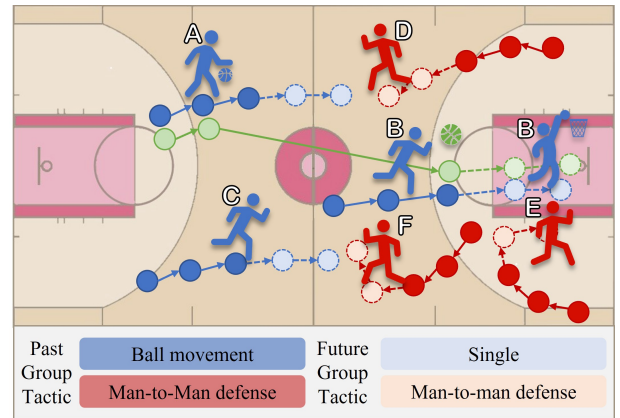 A
D
B
B
C
E
F
Past
Group
Tactic
Ball movement
Man-to-Man defense
Future
Group
Tactic
Single
Man-to-man defense